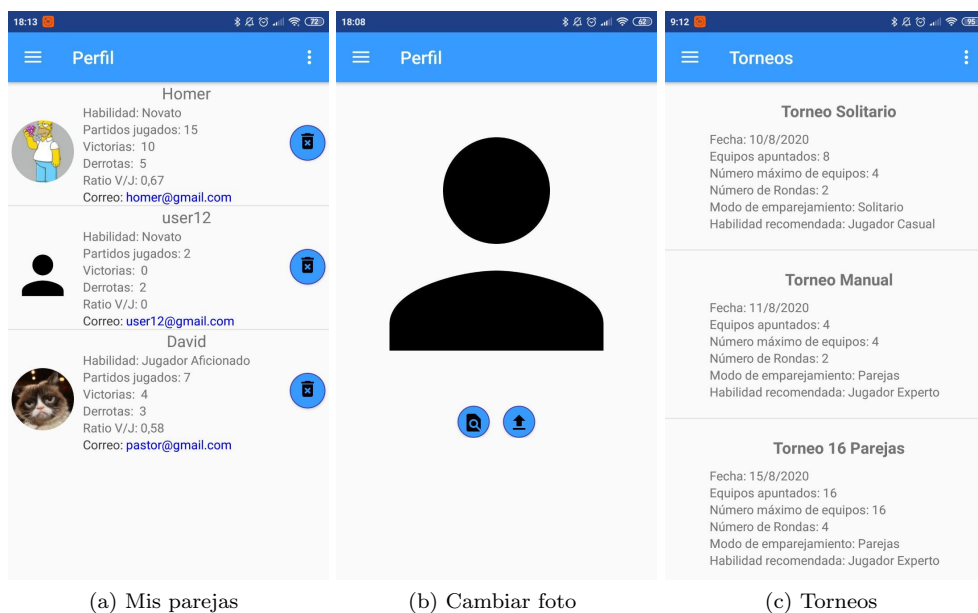 18:13
72
Perfil
Homer
Habilidad: Novato
Partidos jugados: 15
Victorias: 10
Derrotas: 5
Ratio V/J: 0,67
Correo: homer@gmail.com
user12
Habilidad: Novato
Partidos jugados: 2
Victorias: 0
Derrotas: 2
Ratio V/J: 0
Correo: user12@gmail.com
David
Habilidad: Jugador Aficionado
Partidos jugados: 7
Victorias: 4
Derrotas: 3
Ratio V/J: 0,58
Correo: pastor@gmail.com
(a) Mis parejas
18:08
62
Perfil
(b) Cambiar foto
9:12
95
Torneos
Torneo Solitario
Fecha: 10/8/2020
Equipos apuntados: 8
Número máximo de equipos: 4
Número de Rondas: 2
Modo de emparejamiento: Solitario
Habilidad recomendada: Jugador Casual
Torneo Manual
Fecha: 11/8/2020
Equipos apuntados: 4
Número máximo de equipos: 4
Número de Rondas: 2
Modo de emparejamiento: Parejas
Habilidad recomendada: Jugador Experto
Torneo 16 Parejas
Fecha: 15/8/2020
Equipos apuntados: 16
Número máximo de equipos: 16
Número de Rondas: 4
Modo de emparejamiento: Parejas
Habilidad recomendada: Jugador Experto
(c) Torneos